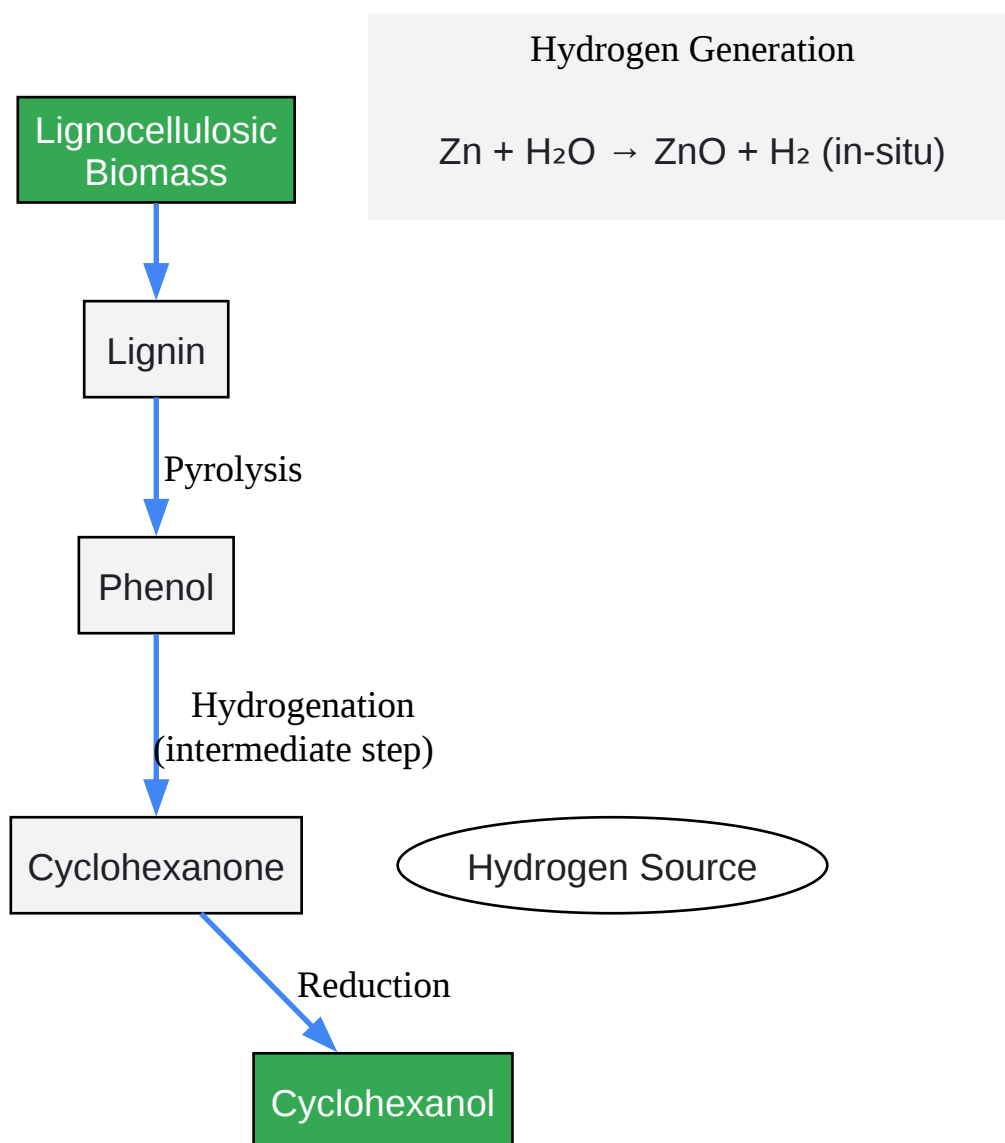 Hydrogen Generation
Zn + H₂O → ZnO + H₂ (in-situ)
Lignocellulosic
Biomass
Lignin
Pyrolysis
Phenol
Hydrogenation
(intermediate step)
Cyclohexanone
Hydrogen Source
Reduction
Cyclohexanol